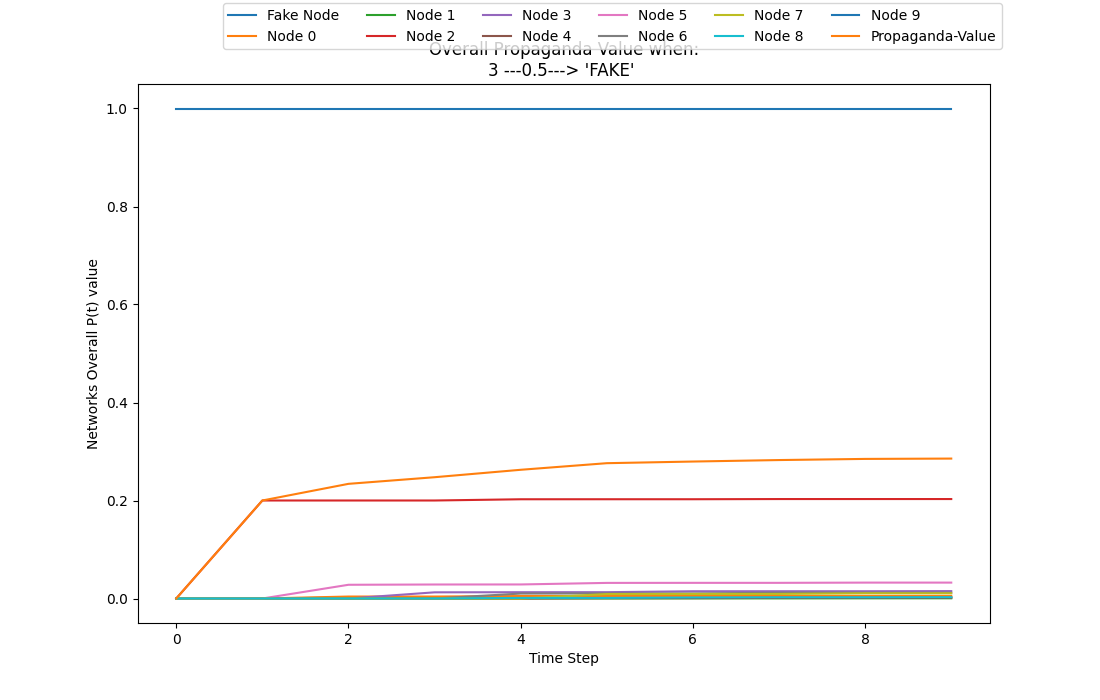 Fake Node Node 1 Node 3 Node 5 Node 7 Node 9
Node 0 Node 2 Node 4 Node 6 Node 8 Propaganda-Value
Overall Propaganda Value when:
3 ---0.5---> 'FAKE'
1.0
0.8
0.6
0.4
0.2
0.0
Networks Overall P(t) value
0 2 4 6 8
Time Step